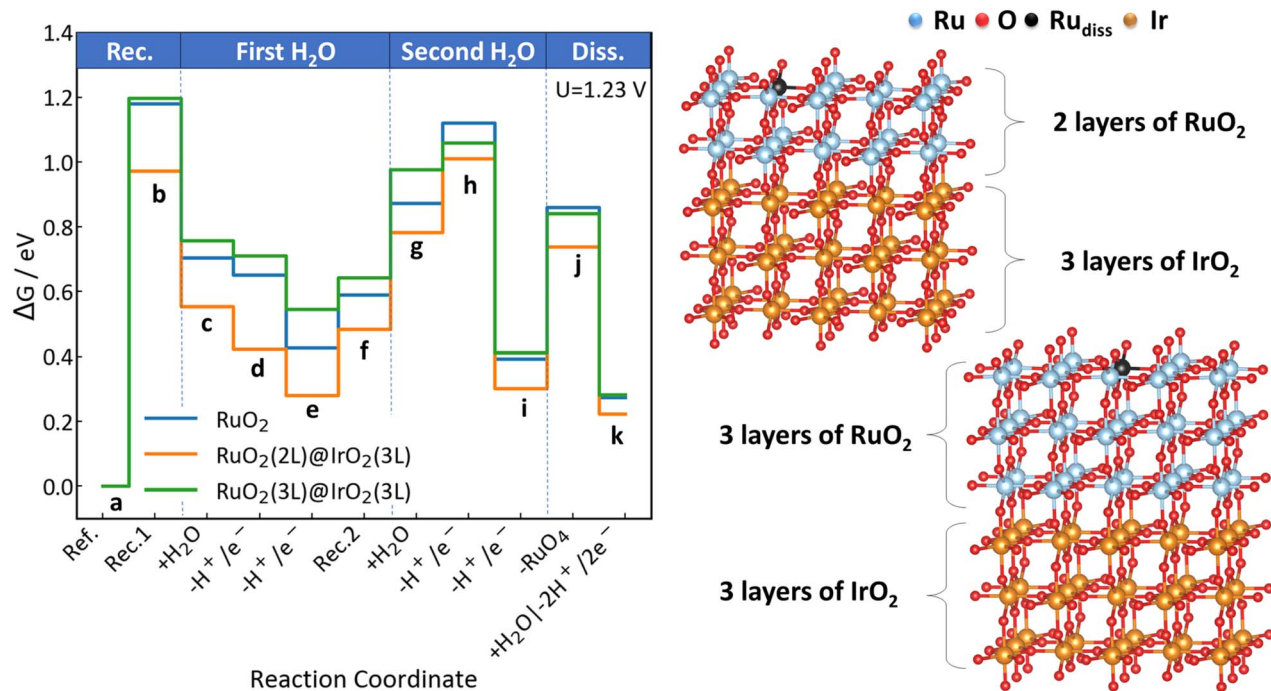 1.4
1.2
1.0
0.8
0.6
0.4
0.2
0.0
ΔG / eV
Rec.
First H₂O
Second H₂O
Diss.
U=1.23 V
a
b
c
d
e
f
g
h
i
j
k
RuO₂
RuO₂(2L)@IrO₂(3L)
RuO₂(3L)@IrO₂(3L)
Ref.
Rec.1
+H₂O
-H⁺/e⁻
-H⁺/e⁻
Rec.2
+H₂O
-H⁺/e⁻
-H⁺/e⁻
-RuO₄
+H₂O|-2H⁺/2e⁻
Reaction Coordinate
Ru O Ru_diss Ir
2 layers of RuO₂
3 layers of IrO₂
3 layers of RuO₂
3 layers of IrO₂